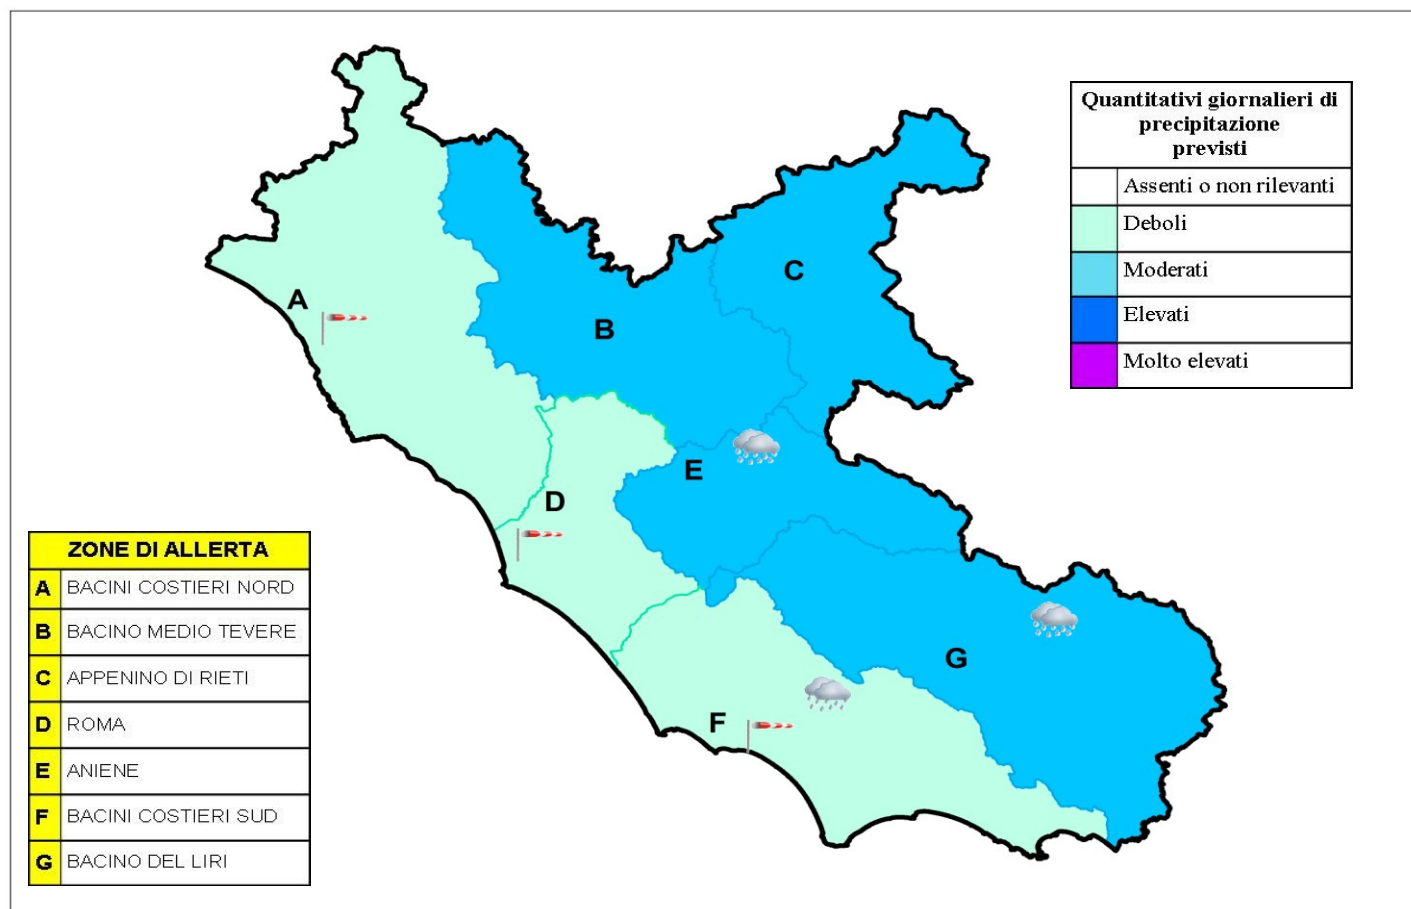 Quantitativi giornalieri di
precipitazione
previsti
Assenti o non rilevanti
Deboli
Moderati
Elevati
Molto elevati
A
B
C
D
E
F
G
ZONE DI ALLERTA
A BACINI COSTIERI NORD
B BACINO MEDIO TEVERE
C APPENINO DI RIETI
D ROMA
E ANIENE
F BACINI COSTIERI SUD
G BACINO DEL LIRI